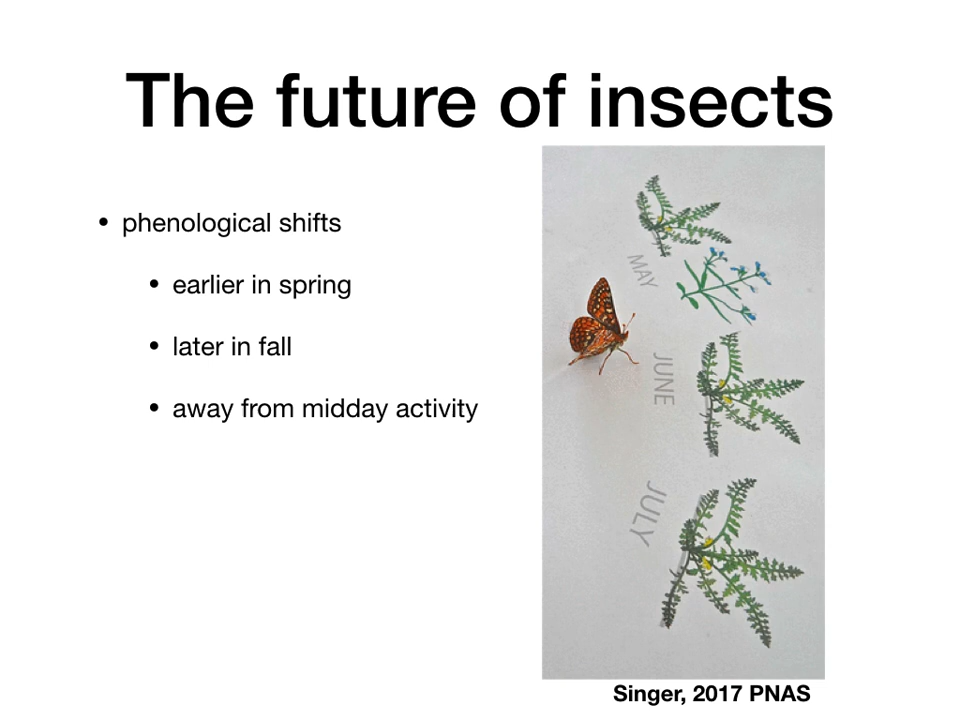 The future of insects
• phenological shifts
• earlier in spring
• later in fall
• away from midday activity
MAY
JUNE
JULY
Singer, 2017 PNAS